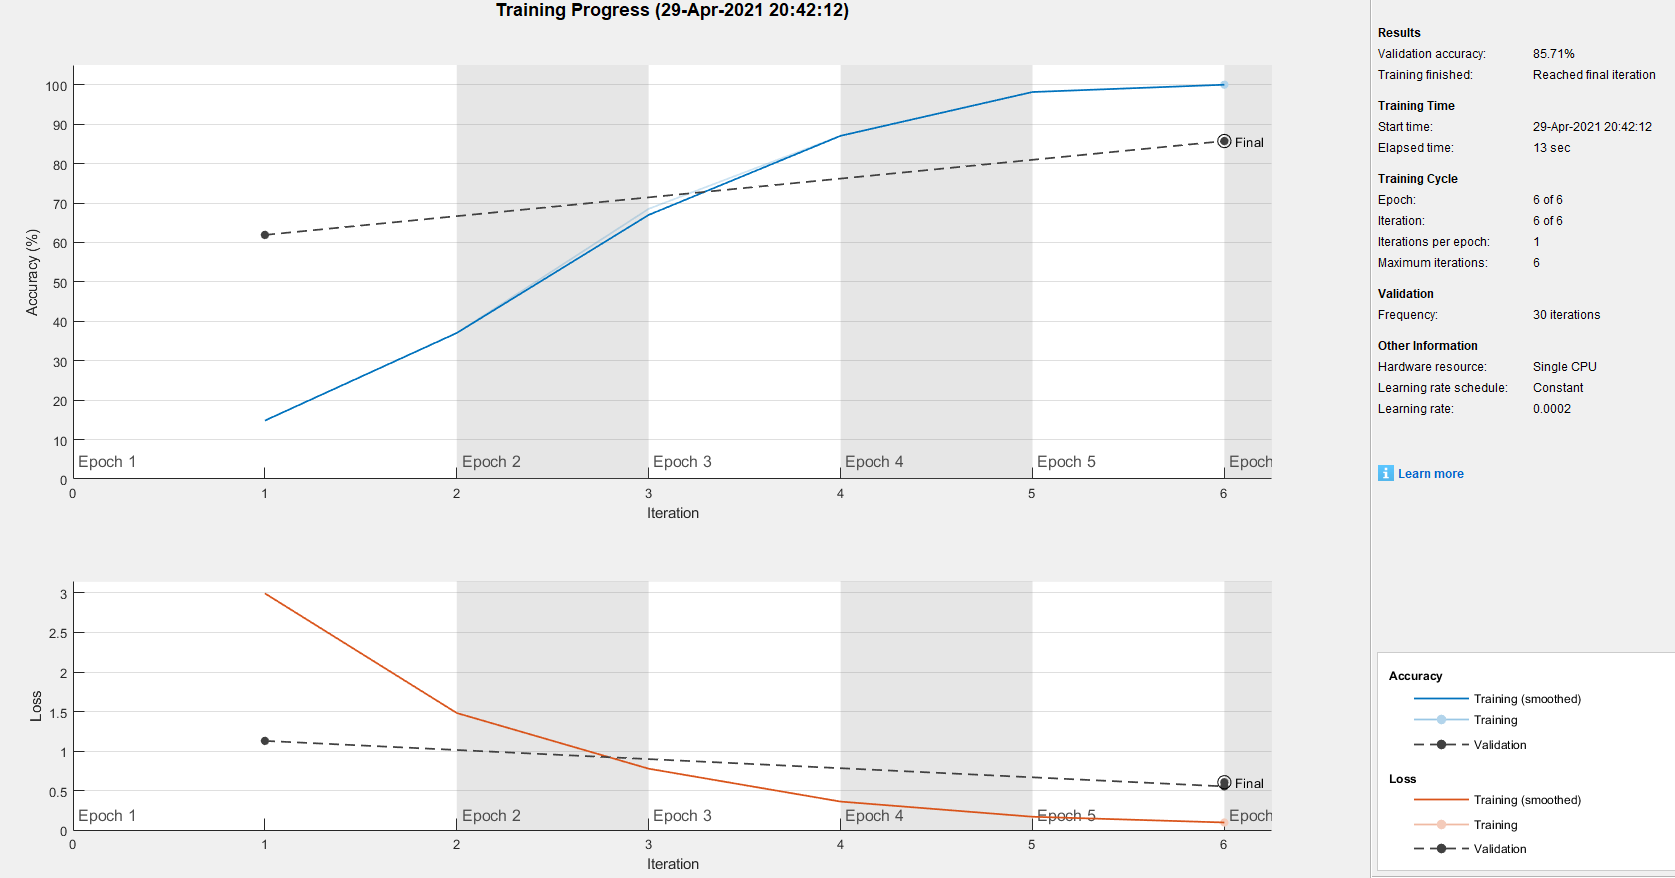 Training Progress (29-Apr-2021 20:42:12)
Accuracy (%)
100
90
80
70
60
50
40
30
20
10
0
Final
Epoch 1
Epoch 2
Epoch 3
Epoch 4
Epoch 5
Epoch
0 1 2 3 4 5 6
Iteration
Loss
3
2.5
2
1.5
1
0.5
0
Final
Epoch 1
Epoch 2
Epoch 3
Epoch 4
Epoch 5
Epoch
0 1 2 3 4 5 6
Iteration
Results
Validation accuracy: 85.71%
Training finished: Reached final iteration
Training Time
Start time: 29-Apr-2021 20:42:12
Elapsed time: 13 sec
Training Cycle
Epoch: 6 of 6
Iteration: 6 of 6
Iterations per epoch: 1
Maximum iterations: 6
Validation
Frequency: 30 iterations
Other Information
Hardware resource: Single CPU
Learning rate schedule: Constant
Learning rate: 0.0002
i Learn more
Accuracy
Training (smoothed)
Training
Validation
Loss
Training (smoothed)
Training
Validation